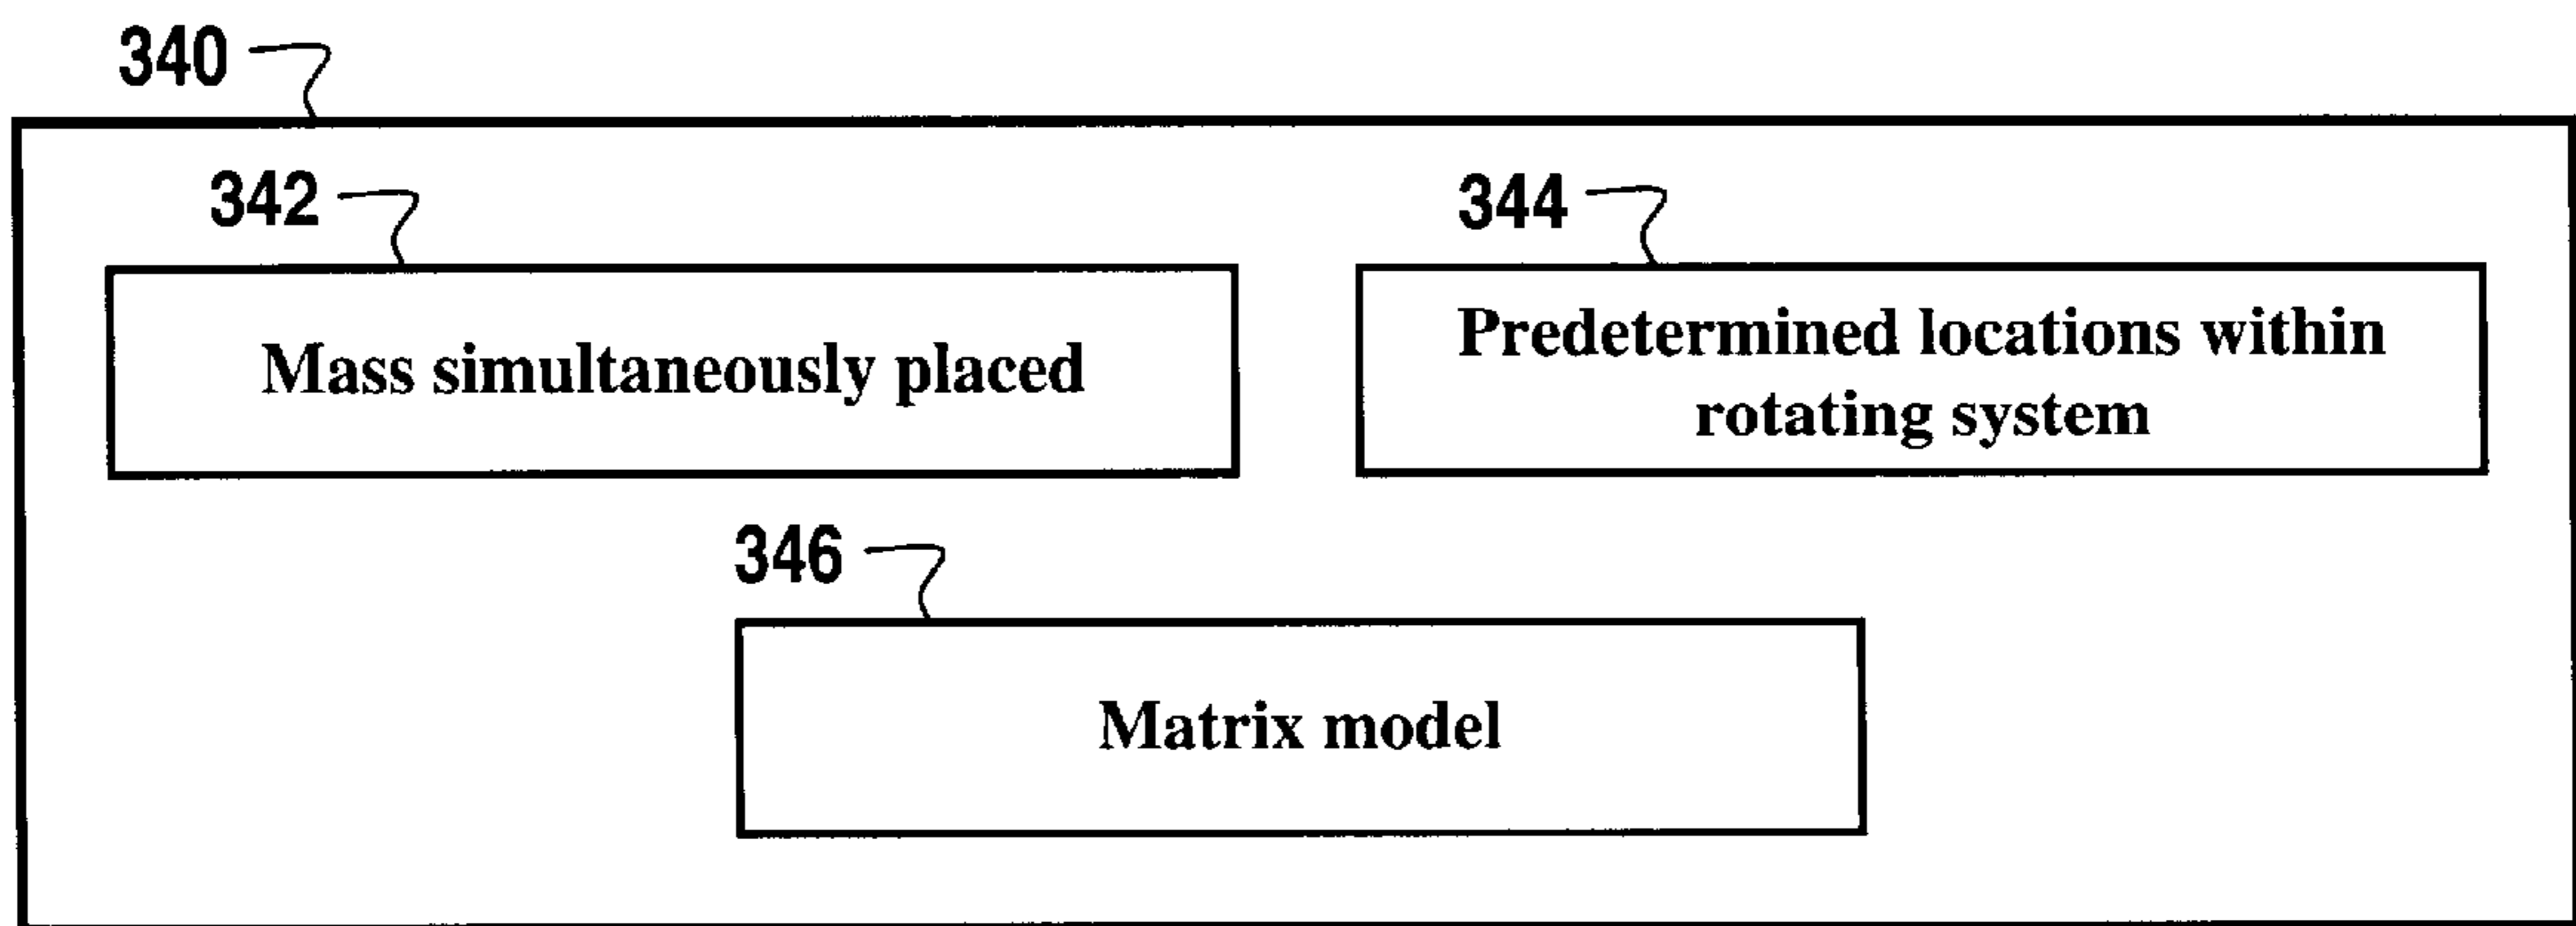 340
342
344
Mass simultaneously placed
Predetermined locations within
rotating system
346
Matrix model